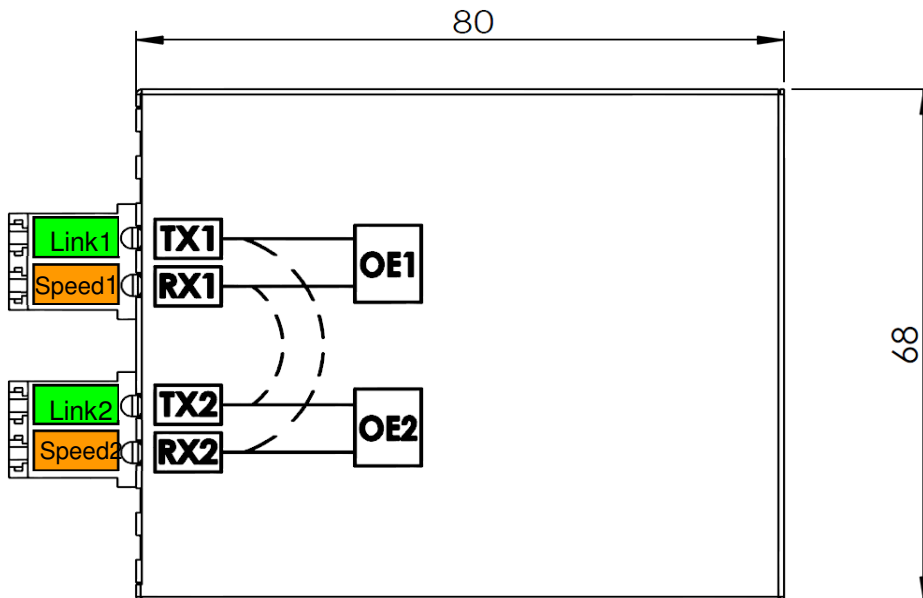 80
Link1
TX1
OE1
Speed1
RX1
68
Link2
TX2
OE2
Speed2
RX2